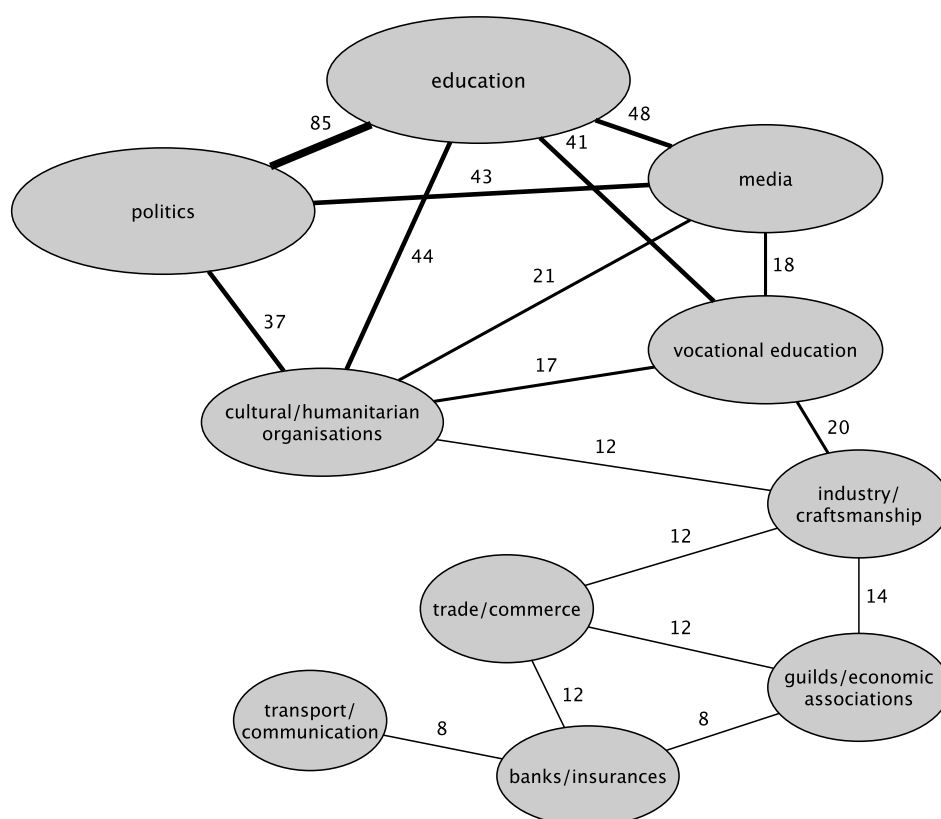 education
85
48
41
media
43
politics
44
21
18
37
vocational education
17
cultural/humanitarian
organisations
20
12
industry/
craftsmanship
12
trade/commerce
14
12
guilds/economic
associations
12
transport/
communication
8
8
banks/insurances